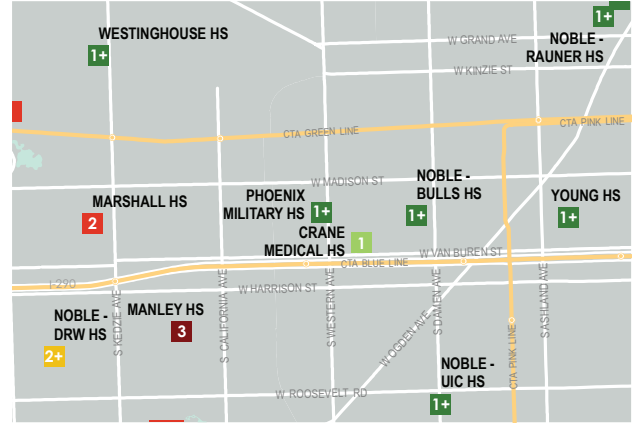 WESTINGHOUSE HS
1+
1+
NOBLE -
RAUNER HS
W GRAND AVE
W KINZIE ST
CTA GREEN LINE
CTA PINK LINE
W MADISON ST
MARSHALL HS
2
PHOENIX
MILITARY HS
1+
CRANE
MEDICAL HS
1
NOBLE -
BULLS HS
1+
YOUNG HS
1+
W VAN BUREN ST
CTA BLUE LINE
I-290
W HARRISON ST
S KEDZIE AVE
S CALIFORNIA AVE
S WESTERN AVE
S DAMEN AVE
S ASHLAND AVE
W OGDEN AVE
CTA PINK LINE
NOBLE -
DRW HS
2+
MANLEY HS
3
NOBLE -
UIC HS
1+
W ROOSEVELT RD